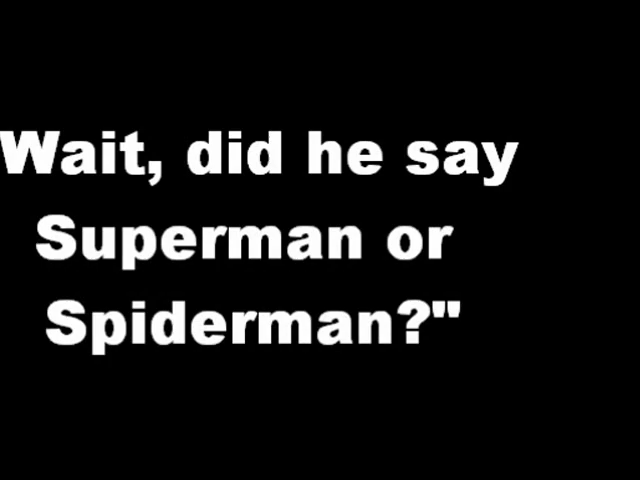 Wait, did he say
Superman or
Spiderman?"